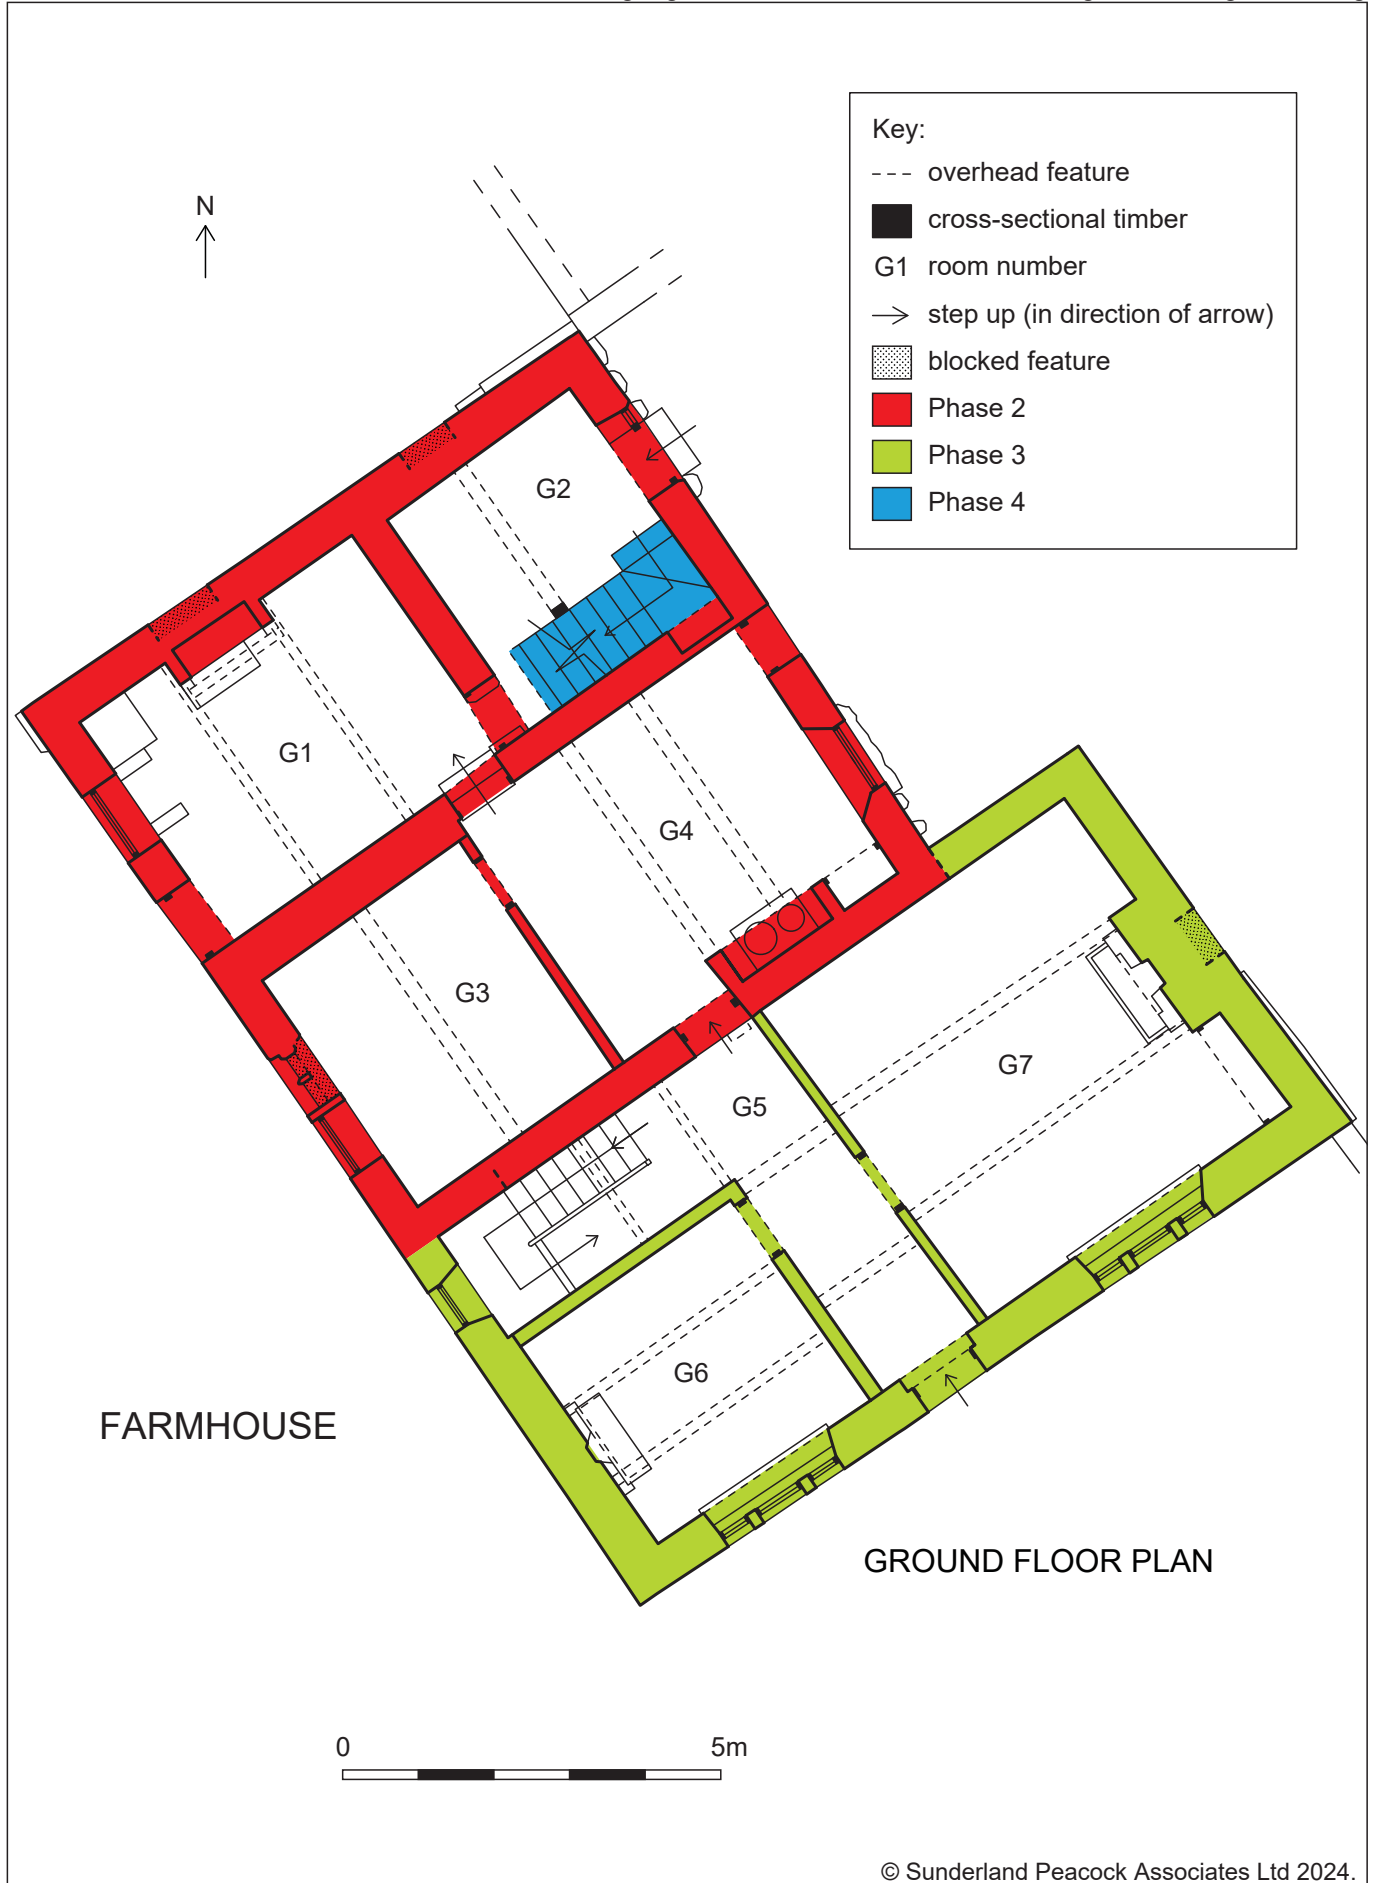 N
Key:
overhead feature
cross-sectional timber
G1 room number
step up (in direction of arrow)
blocked feature
Phase 2
Phase 3
Phase 4
G2
G1
G4
G3
G7
G5
G6
FARMHOUSE
GROUND FLOOR PLAN
0 5m
© Sunderland Peacock Associates Ltd 2024.